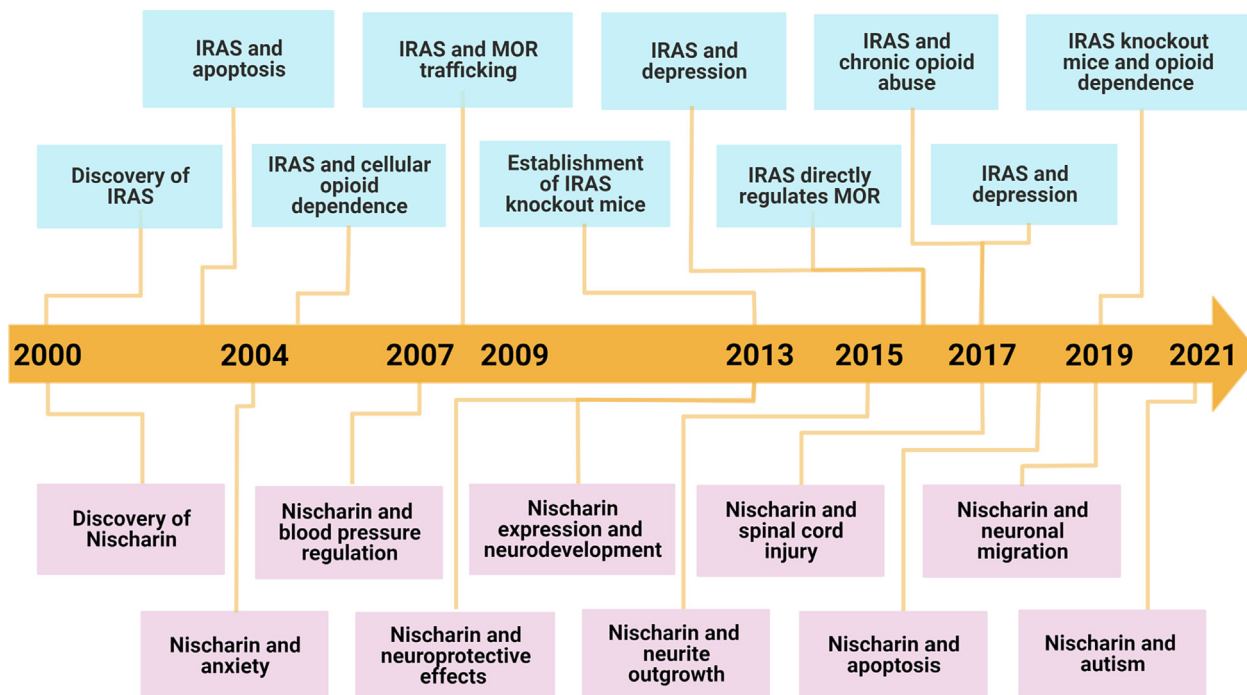 IRAS and
apoptosis
IRAS and MOR
trafficking
IRAS and
depression
IRAS and
chronic opioid
abuse
IRAS knockout
mice and opioid
dependence
Discovery of
IRAS
IRAS and cellular
opioid
dependence
Establishment
of IRAS
knockout mice
IRAS directly
regulates MOR
IRAS and
depression
2000 2004 2007 2009 2013 2015 2017 2019 2021
Discovery of
Nischarin
Nischarin and
blood pressure
regulation
Nischarin
expression and
neurodevelopment
Nischarin and
spinal cord
injury
Nischarin and
neuronal
migration
Nischarin and
anxiety
Nischarin and
neuroprotective
effects
Nischarin and
neurite
outgrowth
Nischarin and
apoptosis
Nischarin and
autism